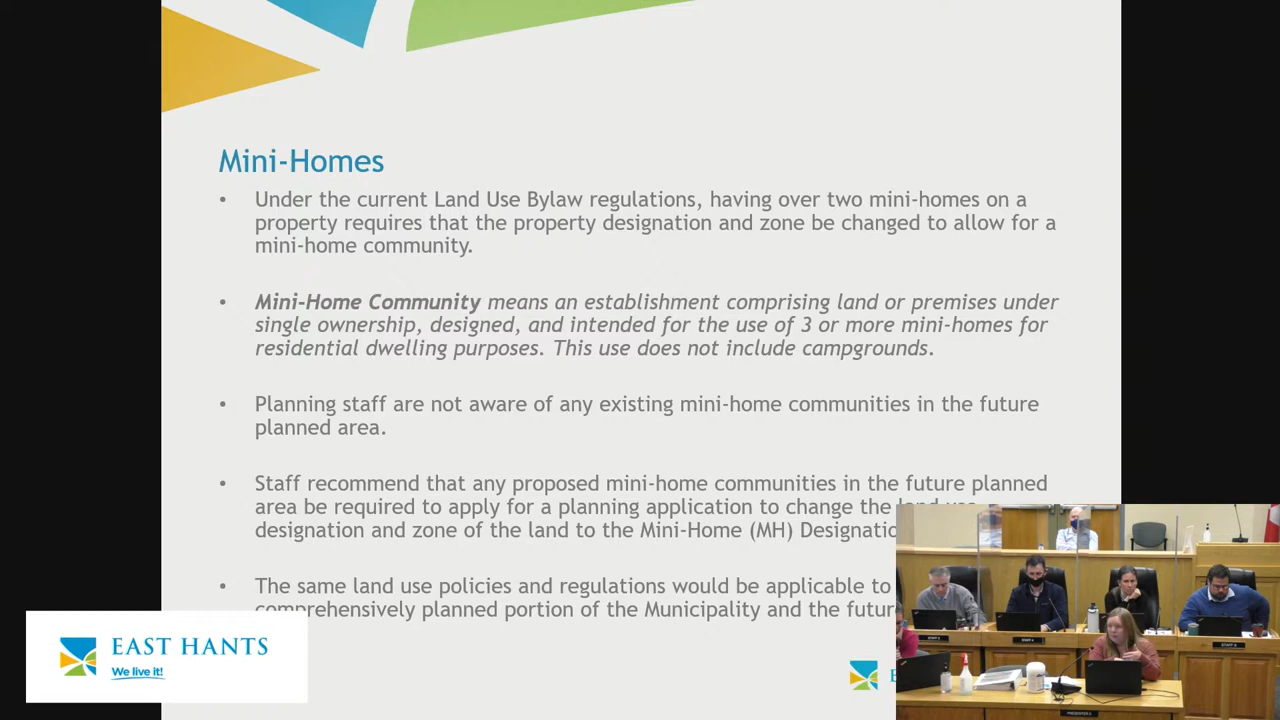 Mini-Homes
• Under the current Land Use Bylaw regulations, having over two mini-homes on a
property requires that the property designation and zone be changed to allow for a
mini-home community.
• Mini-Home Community means an establishment comprising land or premises under
single ownership, designed, and intended for the use of 3 or more mini-homes for
residential dwelling purposes. This use does not include campgrounds.
• Planning staff are not aware of any existing mini-home communities in the future
planned area.
• Staff recommend that any proposed mini-home communities in the future planned
area be required to apply for a planning application to change the land use
designation and zone of the land to the Mini-Home (MH)
• The same land use policies and regulations would be applicable to
comprehensively planned portion of the Municipality and the
EAST HANTS
We live it!